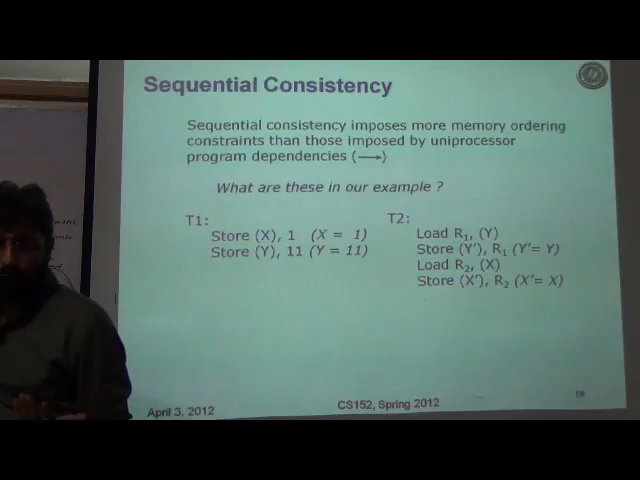 Sequential Consistency
Sequential consistency imposes more memory ordering
constraints than those imposed by uniprocessor
program dependencies (⟶)
What are these in our example ?
T1:
Store (X), 1 (X = 1)
Store (Y), 11 (Y = 11)
T2:
Load R₁, (Y)
Store (Y'), R₁ (Y'= Y)
Load R₂, (X)
Store (X'), R₂ (X'= X)
April 3, 2012
CS152, Spring 2012